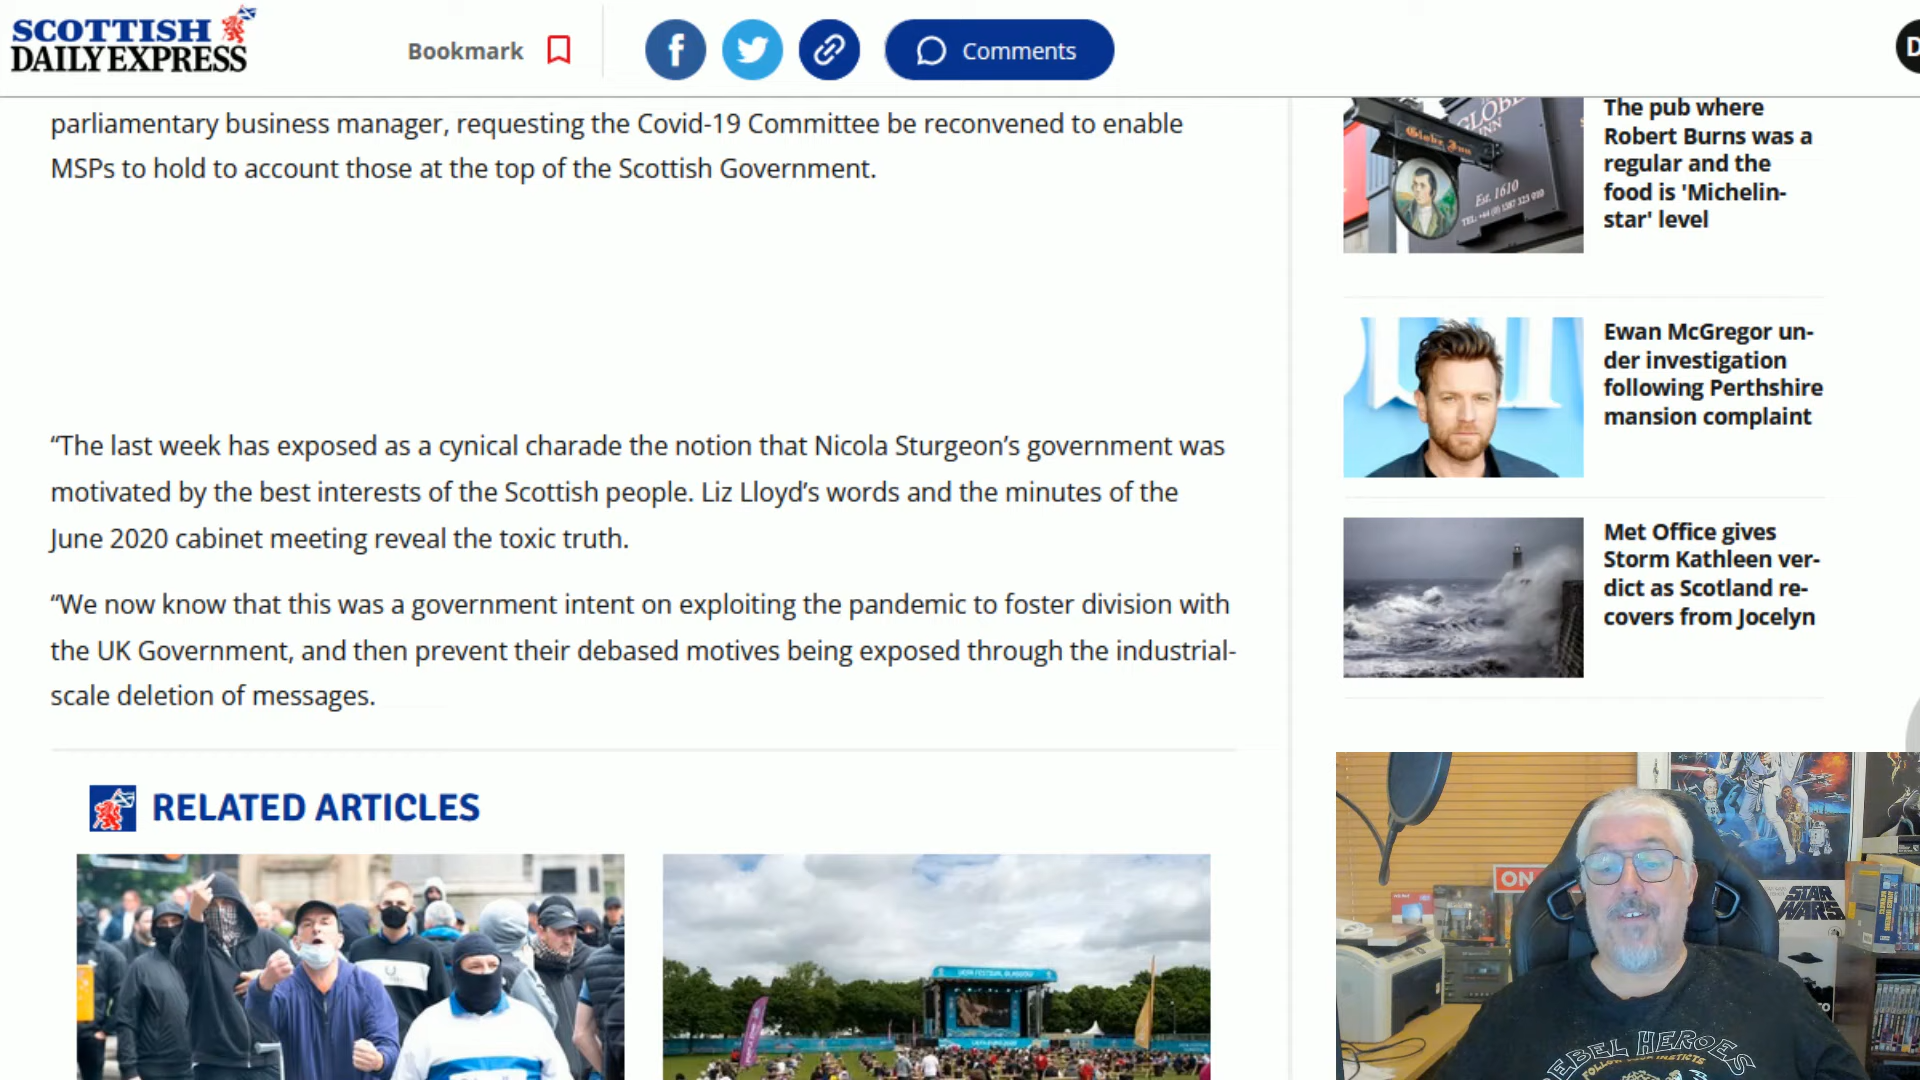 SCOTTISH
DAILY EXPRESS
Bookmark
Comments
D
parliamentary business manager, requesting the Covid-19 Committee be reconvened to enable
MSPs to hold to account those at the top of the Scottish Government.
“The last week has exposed as a cynical charade the notion that Nicola Sturgeon’s government was
motivated by the best interests of the Scottish people. Liz Lloyd’s words and the minutes of the
June 2020 cabinet meeting reveal the toxic truth.
“We now know that this was a government intent on exploiting the pandemic to foster division with
the UK Government, and then prevent their debased motives being exposed through the industrial-
scale deletion of messages.
RELATED ARTICLES
GLOBE
INN
Globe Inn
Est. 1610
The pub where
Robert Burns was a
regular and the
food is 'Michelin-
star' level
Ewan McGregor un-
der investigation
following Perthshire
mansion complaint
Met Office gives
Storm Kathleen ver-
dict as Scotland re-
covers from Jocelyn
ON
STAR
WARS
REBEL HEROES